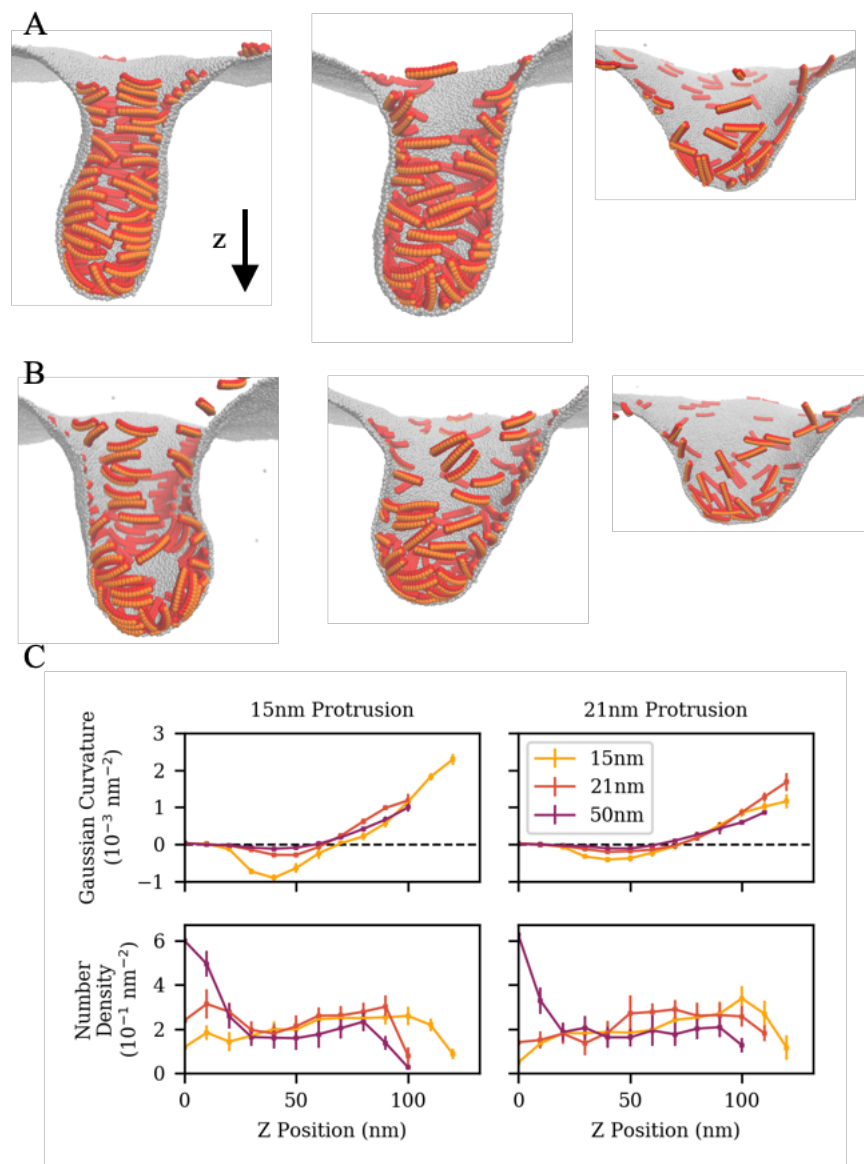 A
z
B
C
15nm Protrusion
21nm Protrusion
Gaussian Curvature
(10⁻³ nm⁻²)
3
2
1
0
−1
15nm
21nm
50nm
Number
Density
(10⁻¹ nm⁻²)
6
4
2
0
0
50
100
0
50
100
Z Position (nm)
Z Position (nm)